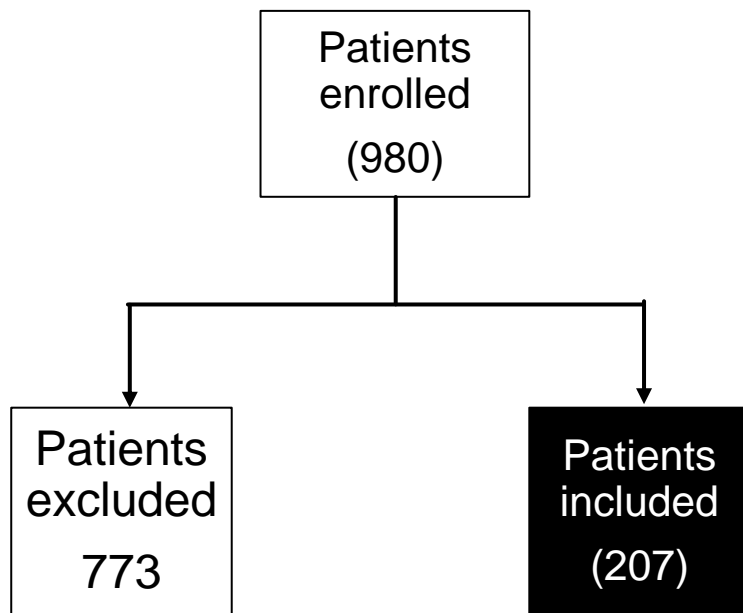 Patients
enrolled
(980)
Patients
excluded
773
Patients
included
(207)